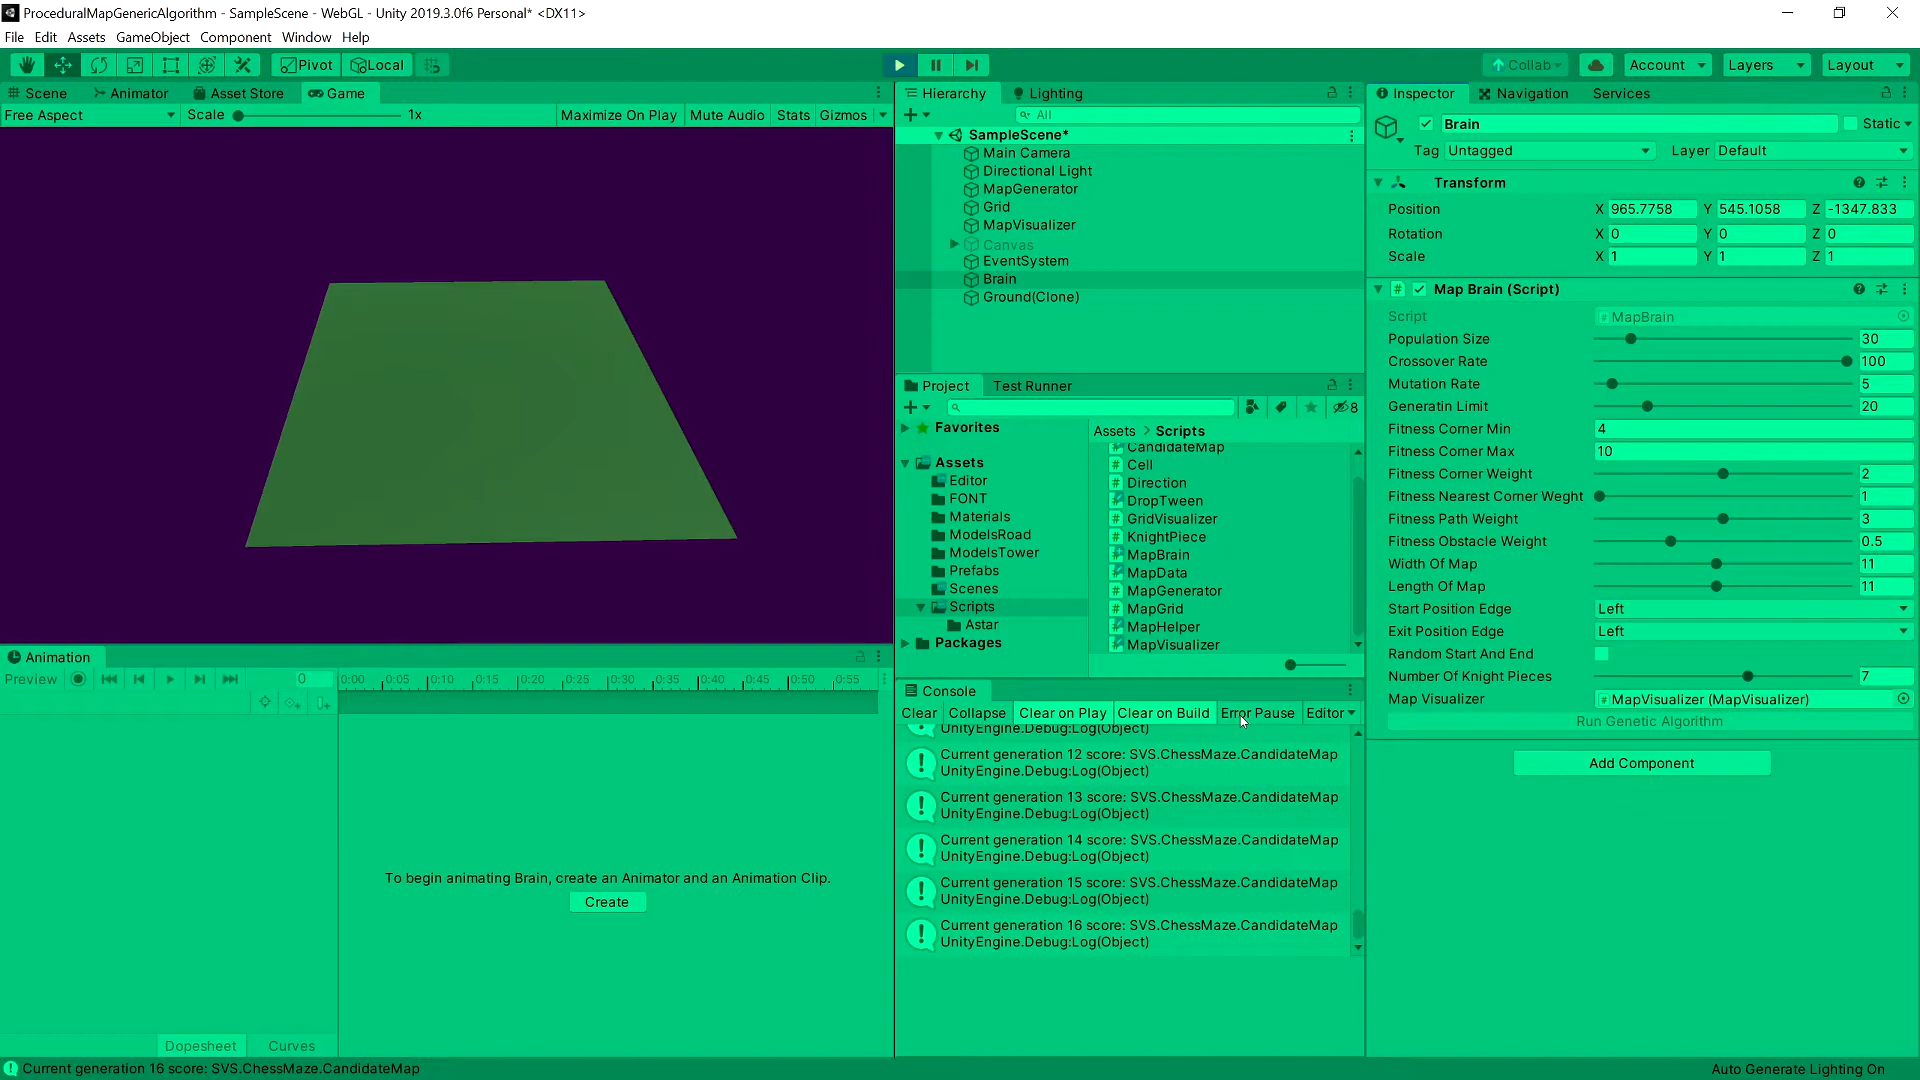 ProceduralMapGenericAlgorithm - SampleScene - WebGL - Unity 2019.3.0f6 Personal* <DX11>
File Edit Assets GameObject Component Window Help
Pivot Local
Collab Account Layers Layout
Scene Animator Asset Store Game
Free Aspect Scale 1x Maximize On Play Mute Audio Stats Gizmos
Hierarchy Lighting
All
SampleScene*
Main Camera
Directional Light
MapGenerator
Grid
MapVisualizer
Canvas
EventSystem
Brain
Ground(Clone)
Project Test Runner
8
Favorites
Assets
Editor
FONT
Materials
ModelsRoad
ModelsTower
Prefabs
Scenes
Scripts
Astar
Packages
Assets > Scripts
CandidateMap
Cell
Direction
DropTween
GridVisualizer
KnightPiece
MapBrain
MapData
MapGenerator
MapGrid
MapHelper
MapVisualizer
Console
Clear Collapse Clear on Play Clear on Build Error Pause Editor
UnityEngine.Debug:Log(Object)
Current generation 12 score: SVS.ChessMaze.CandidateMap
UnityEngine.Debug:Log(Object)
Current generation 13 score: SVS.ChessMaze.CandidateMap
UnityEngine.Debug:Log(Object)
Current generation 14 score: SVS.ChessMaze.CandidateMap
UnityEngine.Debug:Log(Object)
Current generation 15 score: SVS.ChessMaze.CandidateMap
UnityEngine.Debug:Log(Object)
Current generation 16 score: SVS.ChessMaze.CandidateMap
UnityEngine.Debug:Log(Object)
Inspector Navigation Services
Brain Static
Tag Untagged Layer Default
Transform
Position X 965.7758 Y 545.1058 Z -1347.833
Rotation X 0 Y 0 Z 0
Scale X 1 Y 1 Z 1
# Map Brain (Script)
Script # MapBrain
Population Size 30
Crossover Rate 100
Mutation Rate 5
Generatin Limit 20
Fitness Corner Min 4
Fitness Corner Max 10
Fitness Corner Weight 2
Fitness Nearest Corner Weght 1
Fitness Path Weight 3
Fitness Obstacle Weight 0.5
Width Of Map 11
Length Of Map 11
Start Position Edge Left
Exit Position Edge Left
Random Start And End
Number Of Knight Pieces 7
Map Visualizer # MapVisualizer (MapVisualizer)
Run Genetic Algorithm
Add Component
Animation
Preview 0 0:00 0:05 0:10 0:15 0:20 0:25 0:30 0:35 0:40 0:45 0:50 0:55
To begin animating Brain, create an Animator and an Animation Clip.
Create
Dopesheet Curves
Current generation 16 score: SVS.ChessMaze.CandidateMap
Auto Generate Lighting On